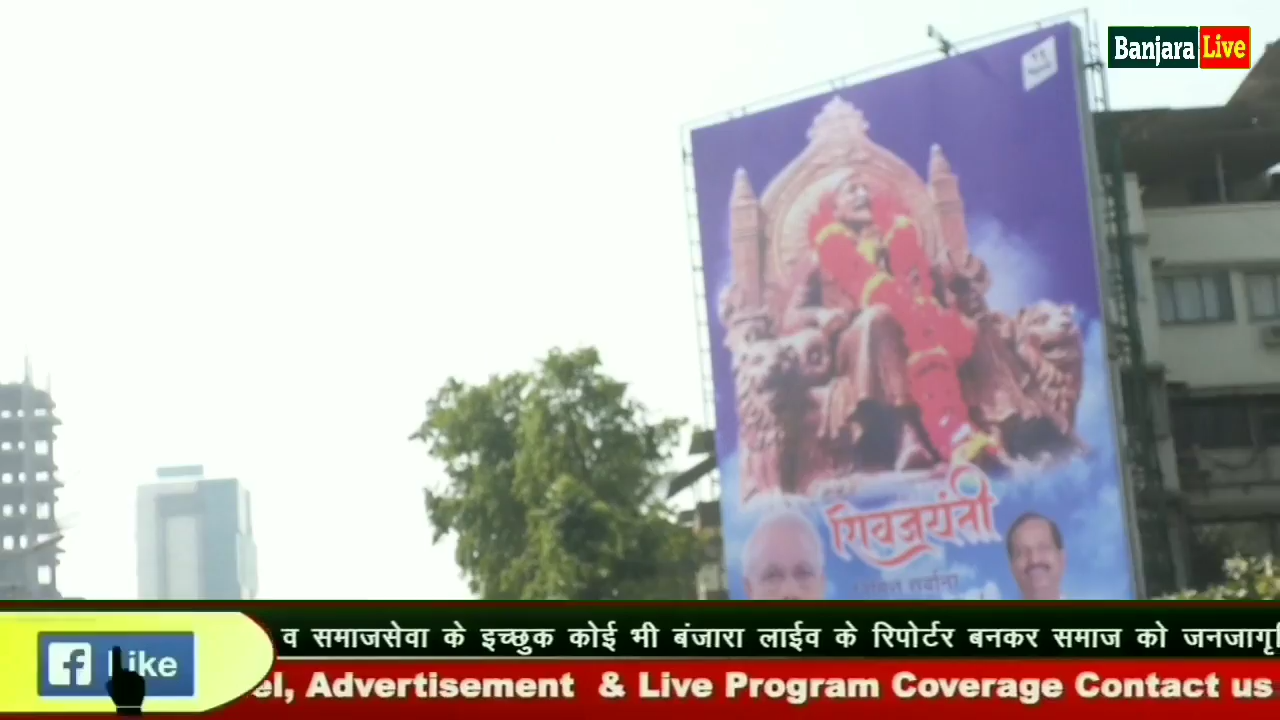 Banjara Live
शिवजयंती
व समाजसेवा के इच्छुक कोई भी बंजारा लाईव के रिपोर्टर बनकर समाज को जनजागृ
Like
el, Advertisement & Live Program Coverage Contact us